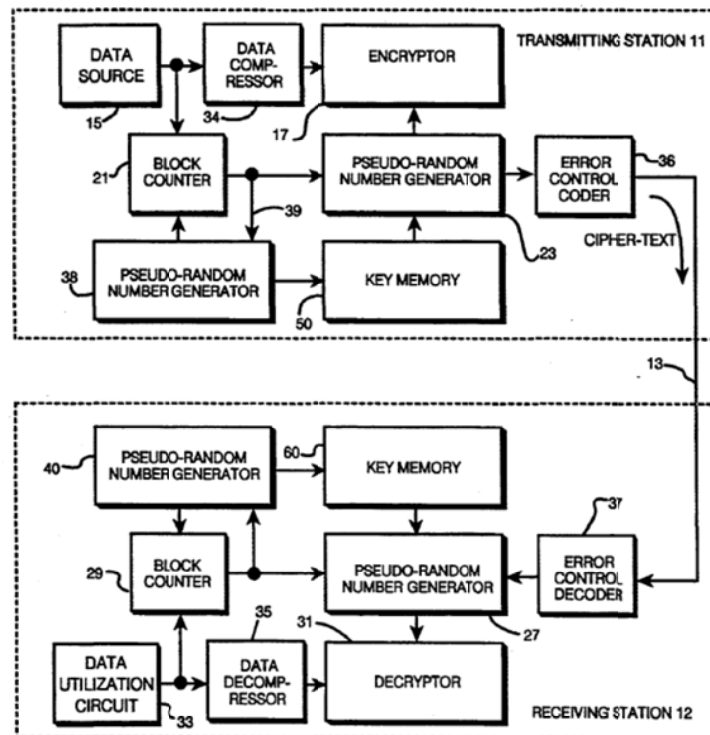 TRANSMITTING STATION 11
DATA
SOURCE
15
DATA
COMP-
RESSOR
34
ENCRYPTOR
17
21
BLOCK
COUNTER
39
PSEUDO-RANDOM
NUMBER GENERATOR
23
ERROR
CONTROL
CODER
36
CIPHER-TEXT
38
PSEUDO-RANDOM
NUMBER GENERATOR
50
KEY MEMORY
13
40
PSEUDO-RANDOM
NUMBER GENERATOR
60
KEY MEMORY
29
BLOCK
COUNTER
PSEUDO-RANDOM
NUMBER GENERATOR
27
37
ERROR
CONTROL
DECODER
DATA
UTILIZATION
CIRCUIT
33
35
DATA
DECOMP-
RESSOR
31
DECRYPTOR
RECEIVING STATION 12